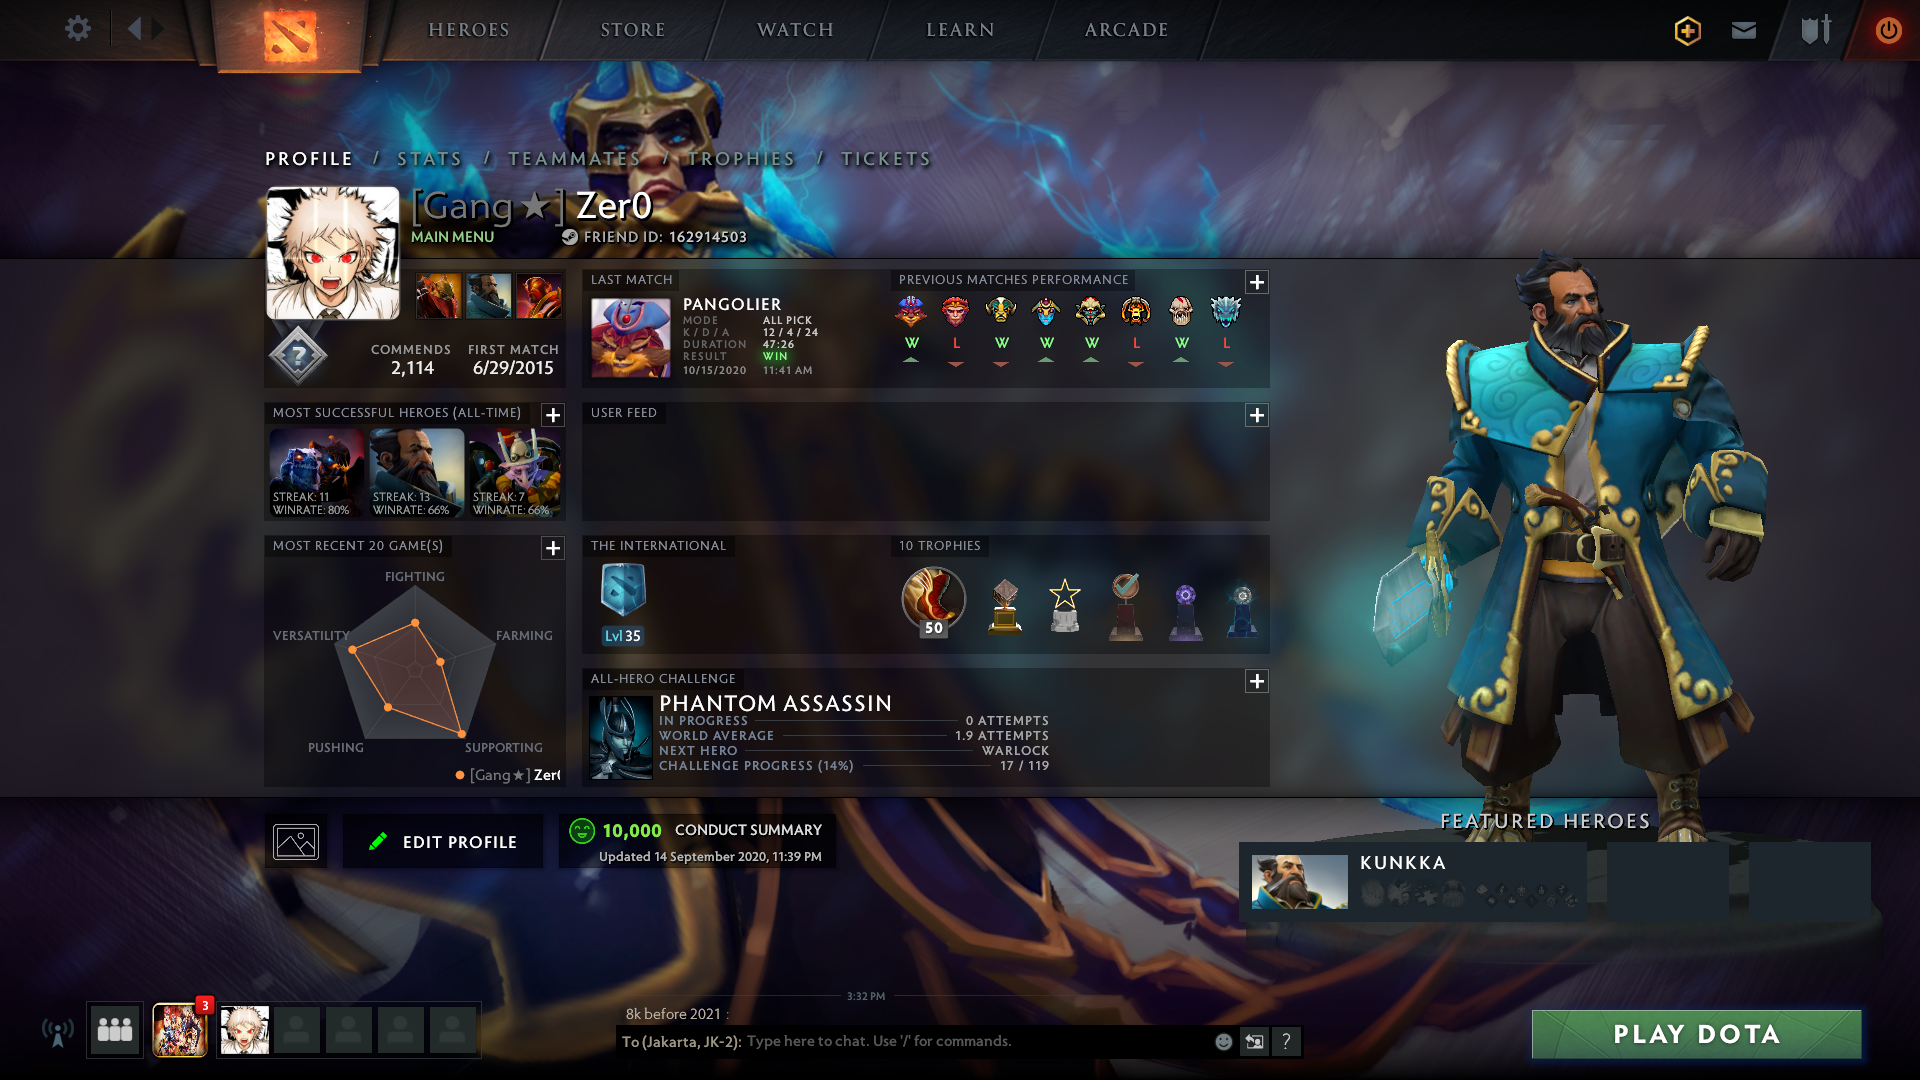 HEROES STORE WATCH LEARN ARCADE
PROFILE / STATS / TEAMMATES / TROPHIES / TICKETS
[Gang★] Zer0
MAIN MENU FRIEND ID: 162914503
COMMENDS FIRST MATCH
2,114 6/29/2015
LAST MATCH
PANGOLIER
MODE ALL PICK
K / D / A 12 / 4 / 24
DURATION 47:26
RESULT WIN
10/15/2020 11:41 AM
PREVIOUS MATCHES PERFORMANCE
W L W W W L W L
MOST SUCCESSFUL HEROES (ALL-TIME)
STREAK: 11 STREAK: 13 STREAK: 7
WINRATE: 80% WINRATE: 66% WINRATE: 66%
USER FEED
MOST RECENT 20 GAME(S)
FIGHTING
VERSATILITY FARMING
PUSHING SUPPORTING
[Gang★] Zer
THE INTERNATIONAL
Lvl 35
10 TROPHIES
50
ALL-HERO CHALLENGE
PHANTOM ASSASSIN
IN PROGRESS 0 ATTEMPTS
WORLD AVERAGE 1.9 ATTEMPTS
NEXT HERO WARLOCK
CHALLENGE PROGRESS (14%) 17 / 119
EDIT PROFILE
10,000 CONDUCT SUMMARY
Updated 14 September 2020, 11:39 PM
FEATURED HEROES
KUNKKA
3
3:32 PM
8k before 2021 :
To (Jakarta, JK-2): Type here to chat. Use '/' for commands.
?
PLAY DOTA